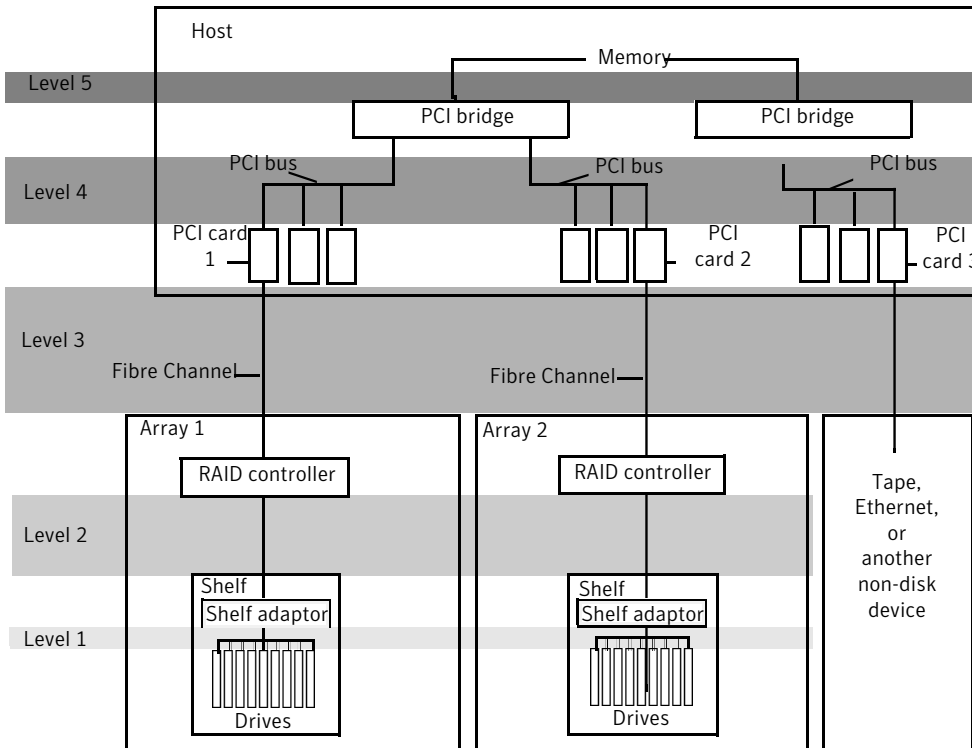 Host
Memory
Level 5
PCI bridge
PCI bridge
PCI bus
PCI bus
PCI bus
Level 4
PCI card
1
PCI
card 2
PCI
card 3
Level 3
Fibre Channel
Fibre Channel
Array 1
Array 2
RAID controller
RAID controller
Tape,
Ethernet,
or
another
non-disk
device
Level 2
Shelf
Shelf
Shelf adaptor
Shelf adaptor
Level 1
Drives
Drives